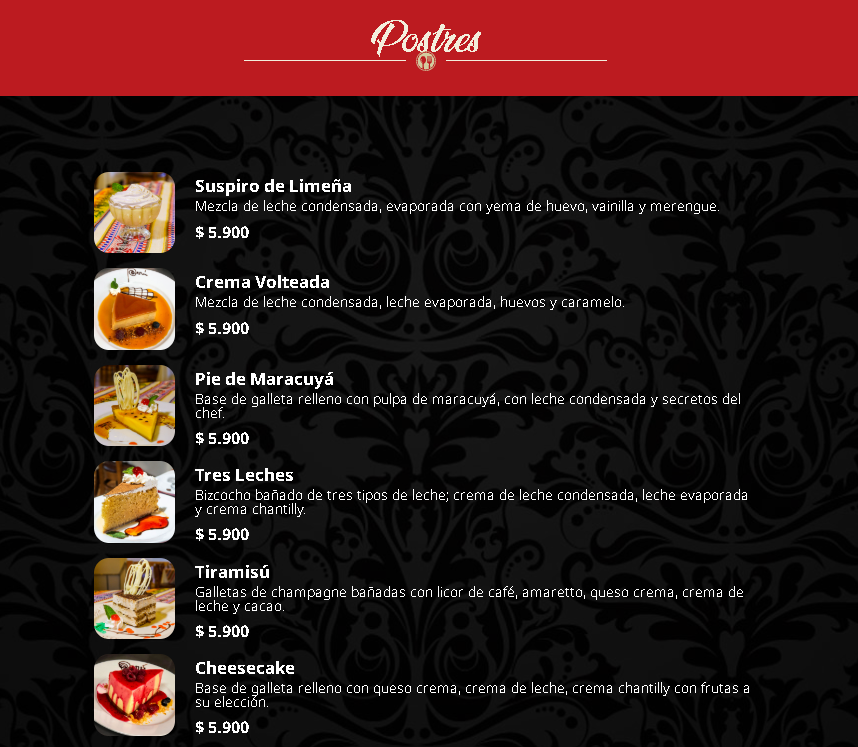 Postres
Suspiro de Limeña
Mezcla de leche condensada, evaporada con yema de huevo, vainilla y merengue.
$ 5.900
Crema Volteada
Mezcla de leche condensada, leche evaporada, huevos y caramelo.
$ 5.900
Pie de Maracuyá
Base de galleta relleno con pulpa de maracuyá, con leche condensada y secretos del
chef.
$ 5.900
Tres Leches
Bizcocho bañado de tres tipos de leche; crema de leche condensada, leche evaporada
y crema chantilly.
$ 5.900
Tiramisú
Galletas de champagne bañadas con licor de café, amaretto, queso crema, crema de
leche y cacao.
$ 5.900
Cheesecake
Base de galleta relleno con queso crema, crema de leche, crema chantilly con frutas a
su elección.
$ 5.900